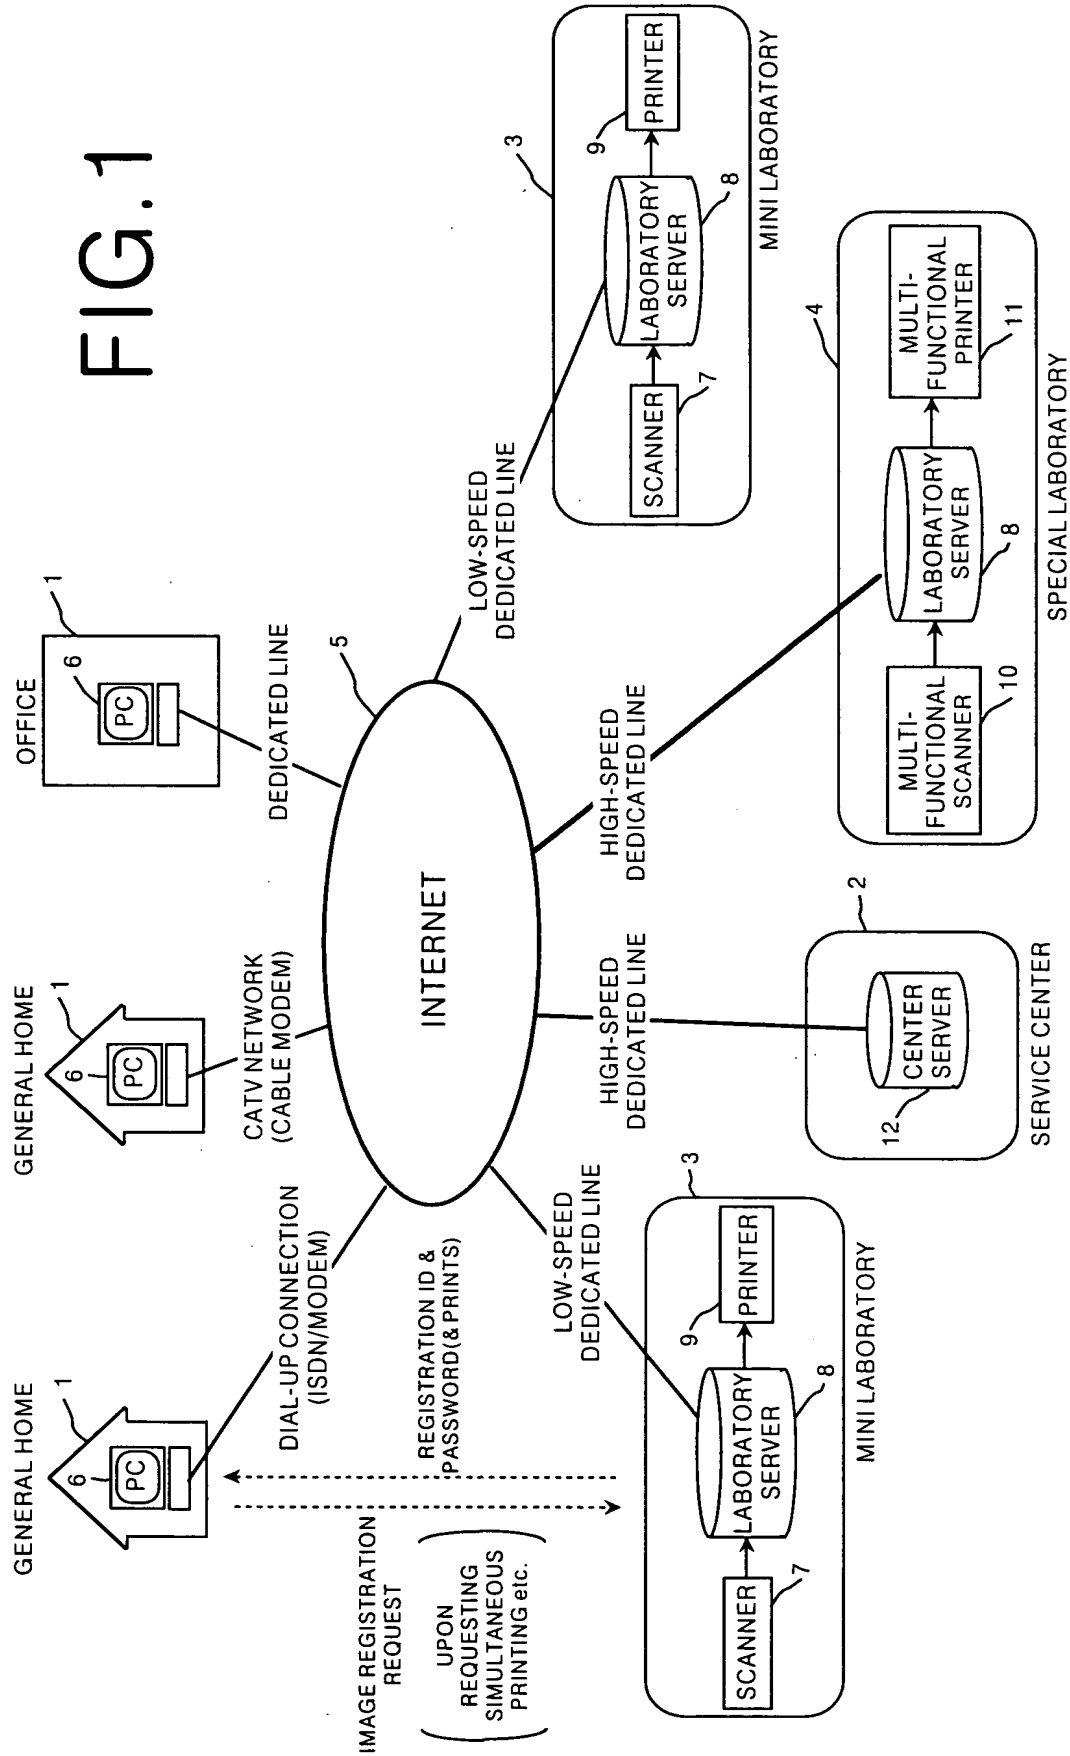 FIG.1
GENERAL HOME
1
6
PC
DIAL-UP CONNECTION
(ISDN/MODEM)
GENERAL HOME
1
6
PC
CATV NETWORK
(CABLE MODEM)
OFFICE
1
6
PC
DEDICATED LINE
INTERNET
5
IMAGE REGISTRATION
REQUEST
UPON
REQUESTING
SIMULTANEOUS
PRINTING etc.
REGISTRATION ID &
PASSWORD(& PRINTS)
LOW-SPEED
DEDICATED LINE
HIGH-SPEED
DEDICATED LINE
HIGH-SPEED
DEDICATED LINE
LOW-SPEED
DEDICATED LINE
3
SCANNER
7
LABORATORY
SERVER
8
PRINTER
9
MINI LABORATORY
2
CENTER
SERVER
12
SERVICE CENTER
4
MULTI-
FUNCTIONAL
SCANNER
10
LABORATORY
SERVER
8
MULTI-
FUNCTIONAL
PRINTER
11
SPECIAL LABORATORY
3
SCANNER
7
LABORATORY
SERVER
8
PRINTER
9
MINI LABORATORY